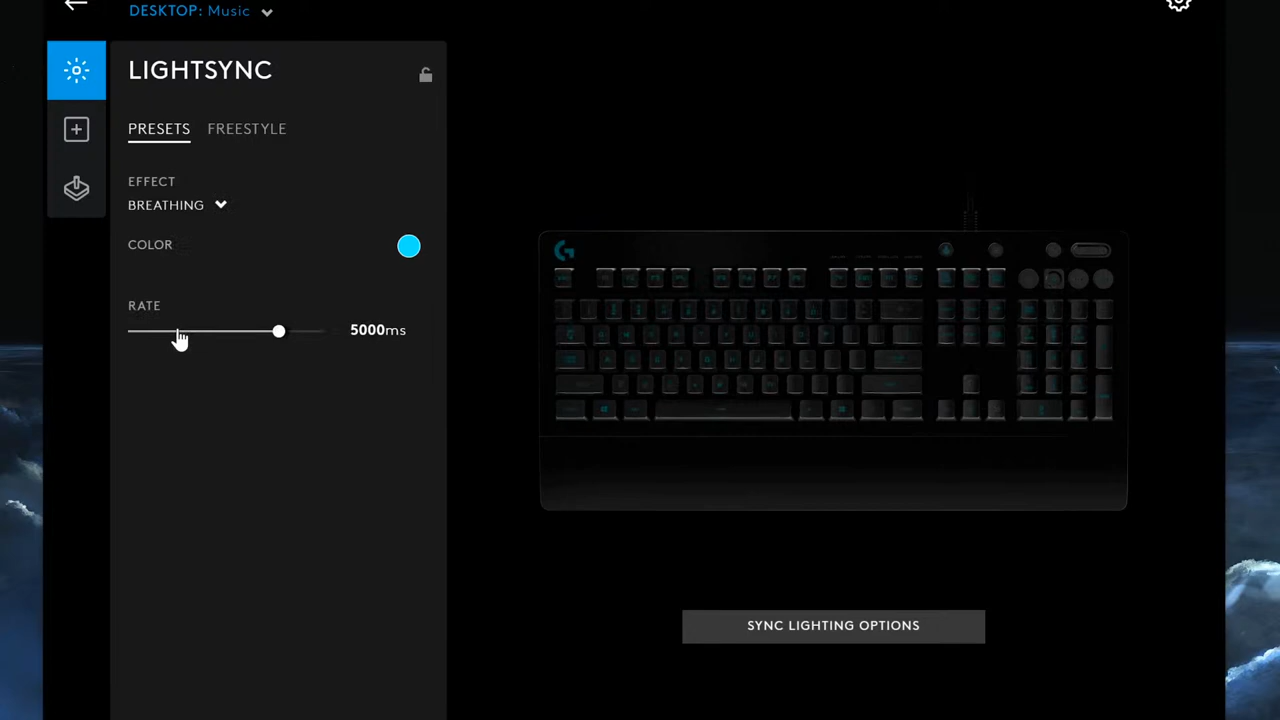 DESKTOP: Music
LIGHTSYNC
PRESETS FREESTYLE
EFFECT
BREATHING
COLOR
RATE
5000ms
SYNC LIGHTING OPTIONS